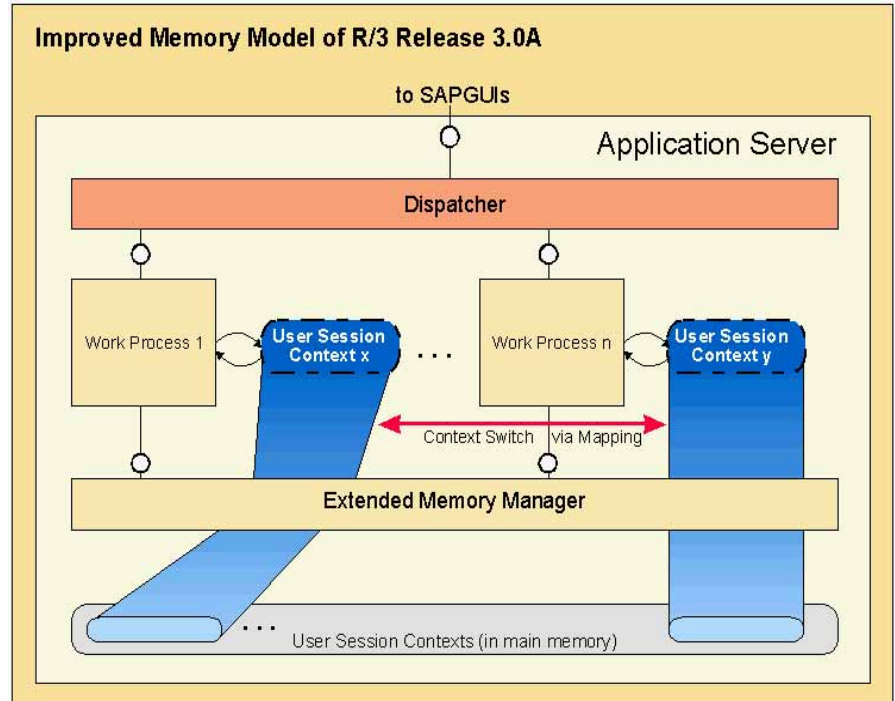 Improved Memory Model of R/3 Release 3.0A
to SAPGUIs
Application Server
Dispatcher
Work Process 1
User Session
Context x
. . .
Work Process n
User Session
Context y
Context Switch via Mapping
Extended Memory Manager
. . .
User Session Contexts (in main memory)